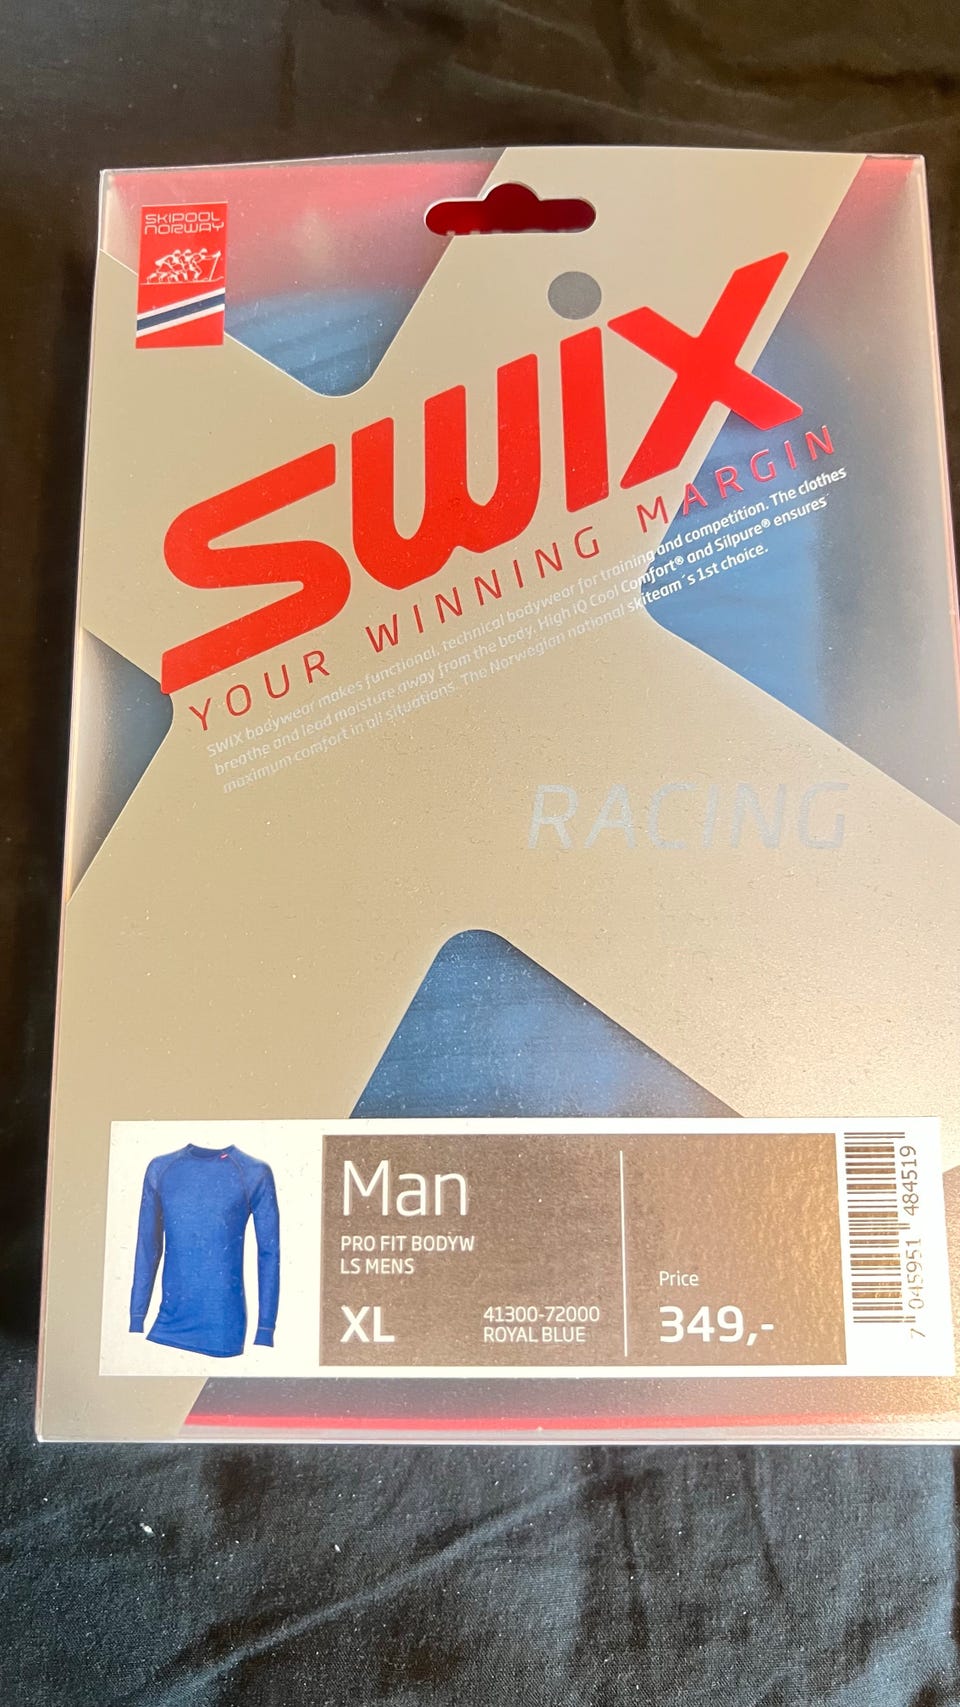 SKIPOOL
NORWAY
SWIX
YOUR WINNING MARGIN
SWIX bodywear makes functional, technical bodywear for training and competition. The clothes
breathe and lead moisture away from the body. High IQ Cool Comfort® and Silpure® ensures
maximum comfort in all situations. The Norwegian national skiteam´s 1st choice.
RACING
Man
PRO FIT BODYW
LS MENS
XL
41300-72000
ROYAL BLUE
Price
349,-
7 045951 484519